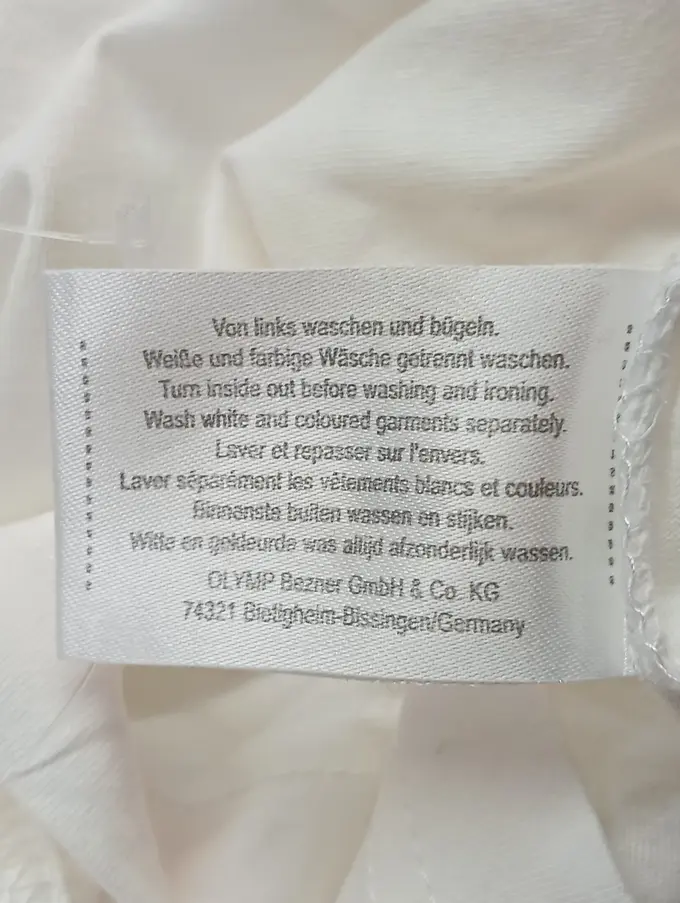 Von links waschen und bügeln.
Weiße und farbige Wäsche getrennt waschen.
Turn inside out before washing and ironing.
Wash white and coloured garments separately.
Laver et repasser sur l'envers.
Laver séparément les vêtements blancs et couleurs.
Binnenste buiten wassen en stijken.
Witte en gekleurde was altijd afzonderlijk wassen.
OLYMP Bezner GmbH & Co. KG
74321 Bietigheim-Bissingen/Germany